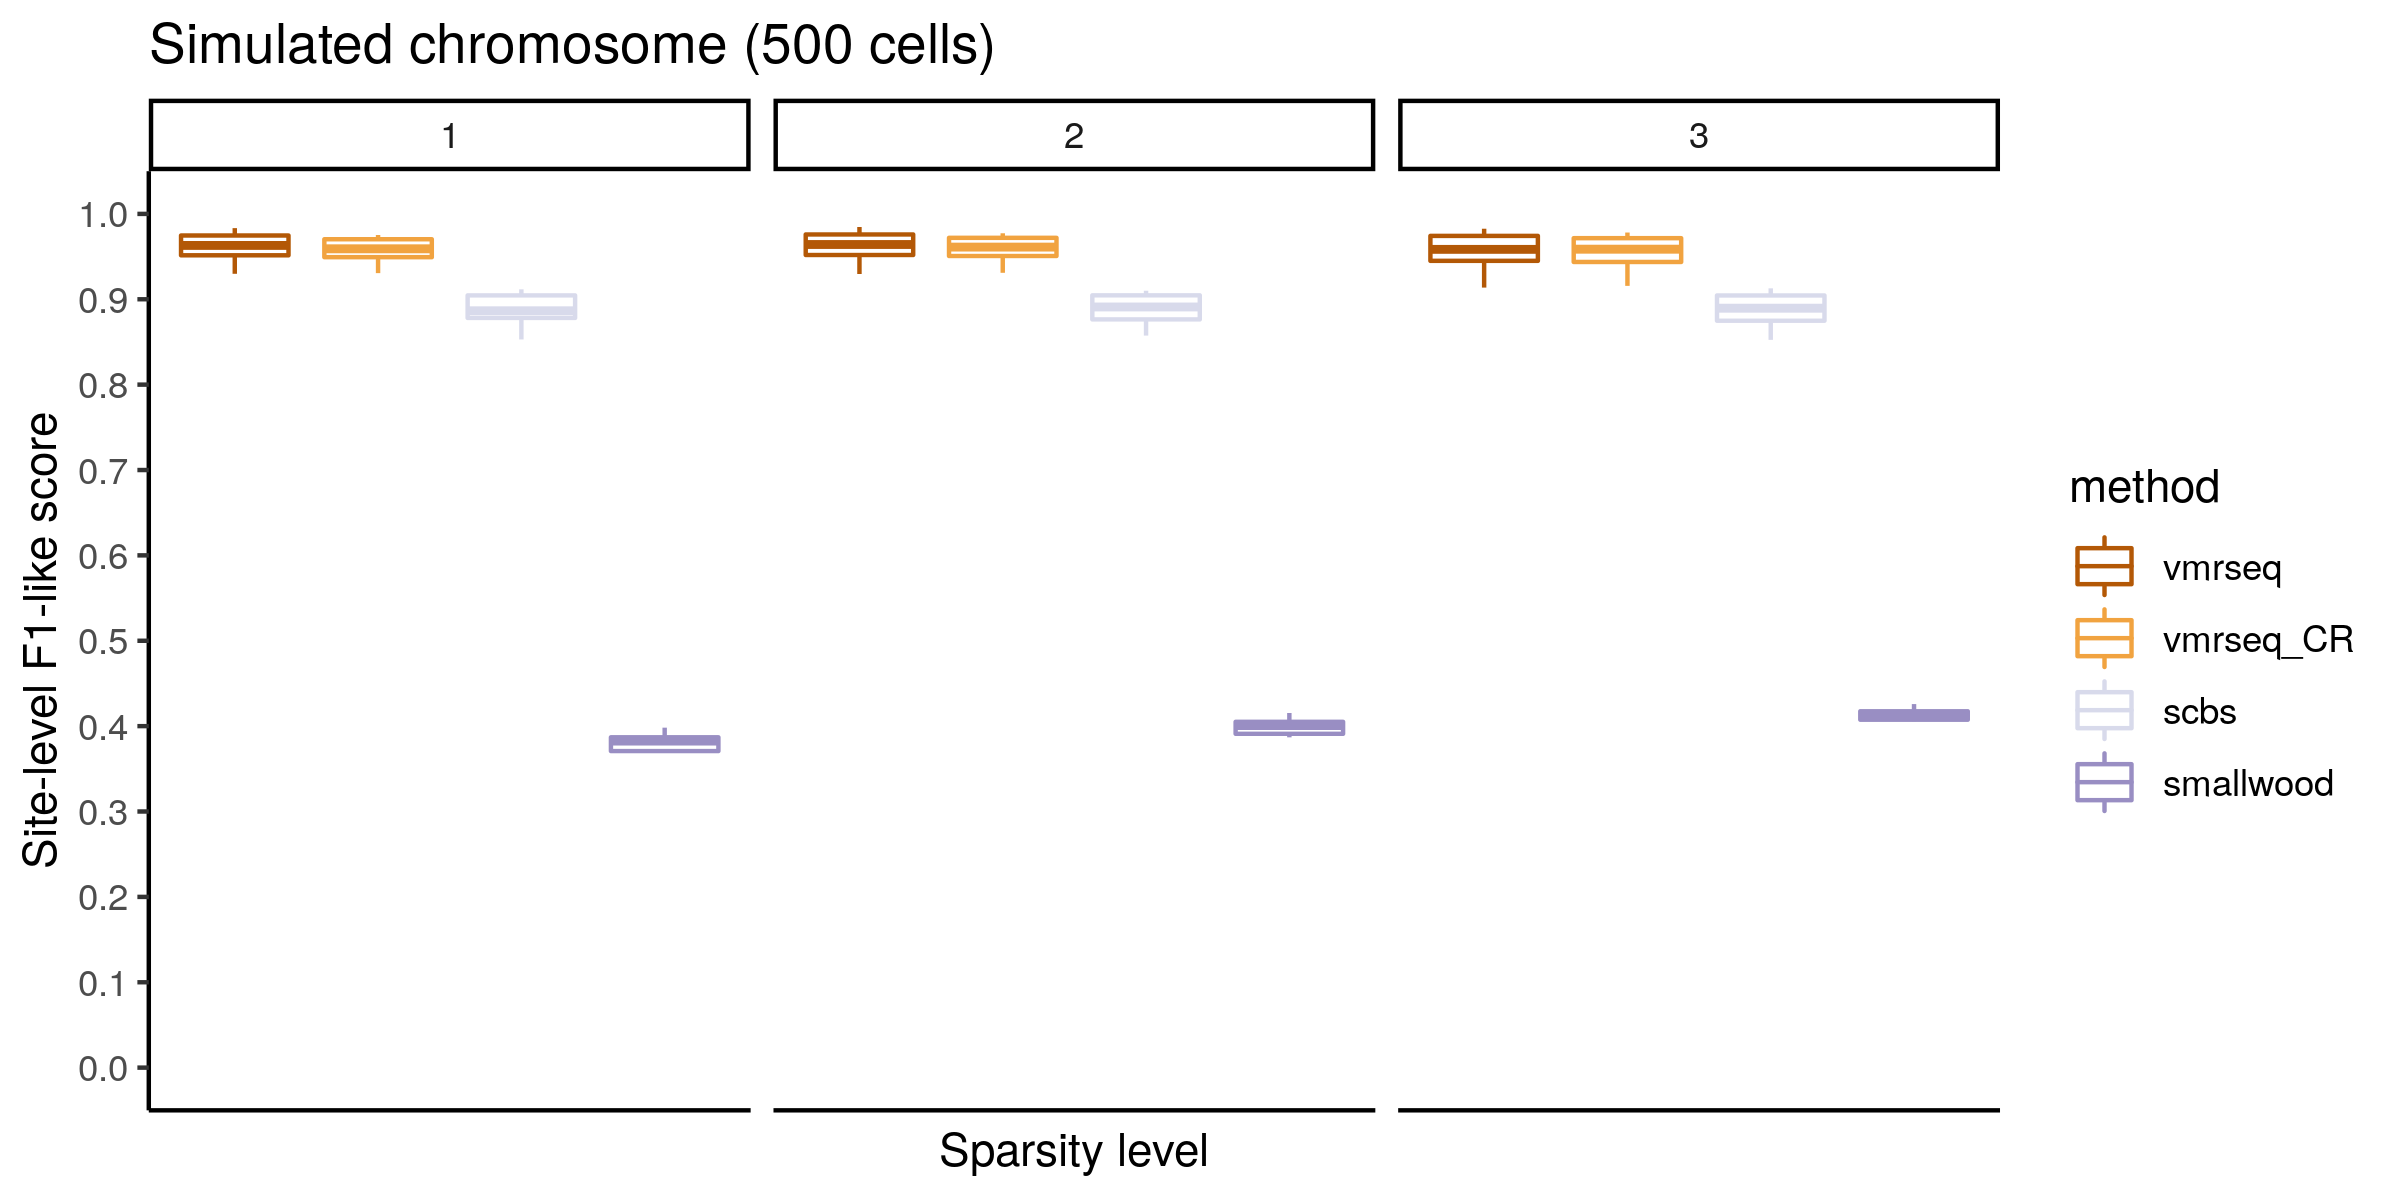 Simulated chromosome (500 cells)
1
2
3
1.0
0.9
0.8
0.7
0.6
0.5
0.4
0.3
0.2
0.1
0.0
Site-level F1-like score
Sparsity level
method
vmrseq
vmrseq_CR
scbs
smallwood